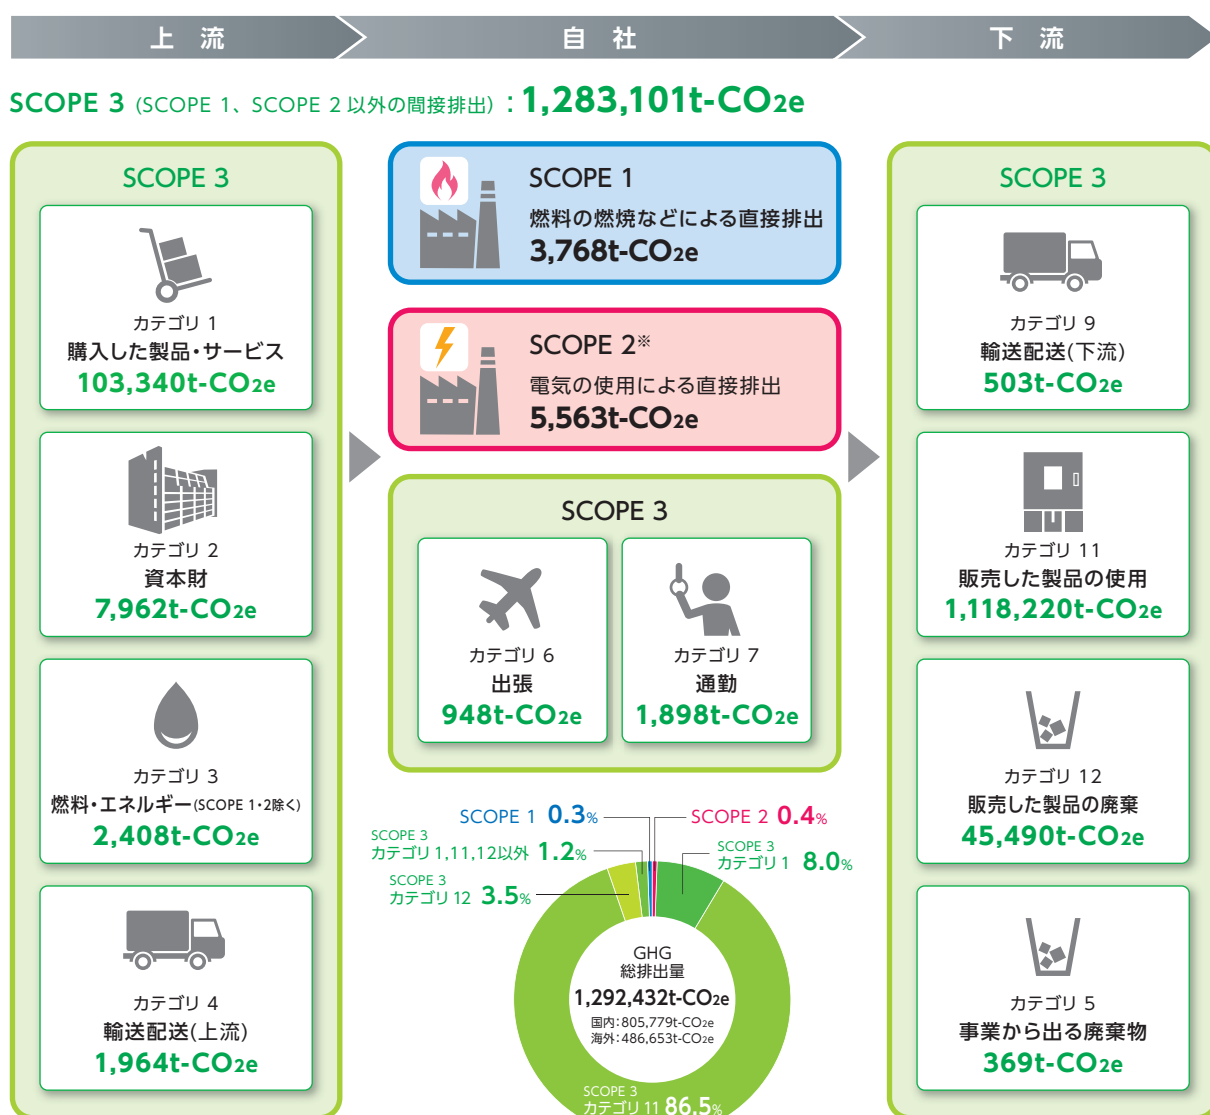 上 流
自 社
下 流
SCOPE 3 (SCOPE 1、SCOPE 2 以外の間接排出)：1,283,101t-CO2e
SCOPE 3
カテゴリ 1
購入した製品・サービス
103,340t-CO2e
カテゴリ 2
資本財
7,962t-CO2e
カテゴリ 3
燃料・エネルギー(SCOPE 1・2除く)
2,408t-CO2e
カテゴリ 4
輸送配送(上流)
1,964t-CO2e
SCOPE 1
燃料の燃焼などによる直接排出
3,768t-CO2e
SCOPE 2※
電気の使用による直接排出
5,563t-CO2e
SCOPE 3
カテゴリ 6
出張
948t-CO2e
カテゴリ 7
通勤
1,898t-CO2e
SCOPE 1 0.3%
SCOPE 2 0.4%
SCOPE 3
カテゴリ 1,11,12以外 1.2%
SCOPE 3
カテゴリ 1 8.0%
SCOPE 3
カテゴリ 12 3.5%
GHG
総排出量
1,292,432t-CO2e
国内：805,779t-CO2e
海外：486,653t-CO2e
SCOPE 3
カテゴリ 11 86.5%
SCOPE 3
カテゴリ 9
輸送配送(下流)
503t-CO2e
カテゴリ 11
販売した製品の使用
1,118,220t-CO2e
カテゴリ 12
販売した製品の廃棄
45,490t-CO2e
カテゴリ 5
事業から出る廃棄物
369t-CO2e